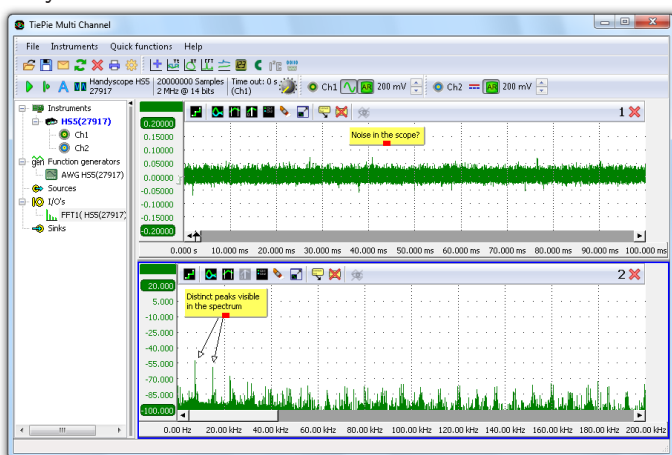 TiePie Multi Channel
File Instruments Quick functions Help
Handyscope HS5
27917
20000000 Samples
2 MHz @ 14 bits
Time out: 0 s
(Ch1)
Ch1 AR 200 mV
Ch2 AR 200 mV
Instruments
HS5(27917)
Ch1
Ch2
Function generators
AWG HS5(27917)
Sources
I/O's
FFT1( HS5(27917)
Sinks
1
0.20000
0.15000
0.10000
0.05000
0.00000
-0.05000
-0.10000
-0.15000
-0.20000
Noise in the scope?
0.000 s 10.000 ms 20.000 ms 30.000 ms 40.000 ms 50.000 ms 60.000 ms 70.000 ms 80.000 ms 90.000 ms 100.000 ms
2
20.000
5.000
-10.000
-25.000
-40.000
-55.000
-70.000
-85.000
-100.000
Distinct peaks visible
in the spectrum
0.00 Hz 20.00 kHz 40.00 kHz 60.00 kHz 80.00 kHz 100.00 kHz 120.00 kHz 140.00 kHz 160.00 kHz 180.00 kHz 200.00 kHz